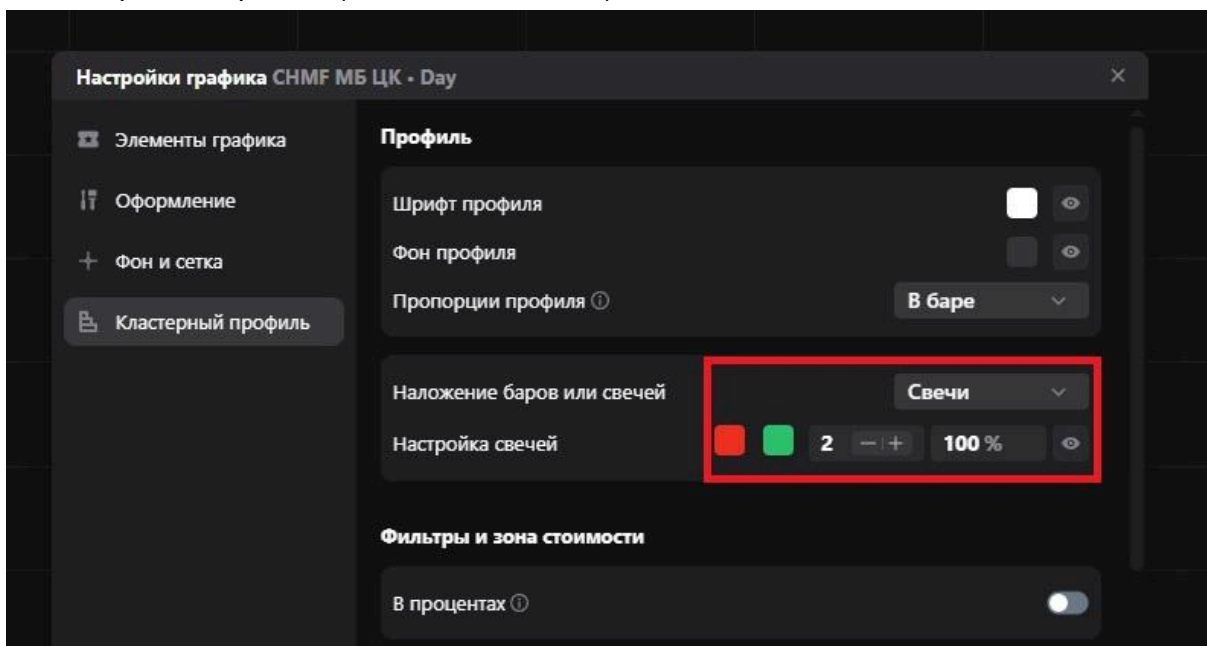 Настройки графика CHMF МБ ЦК • Day
Элементы графика
Оформление
Фон и сетка
Кластерный профиль
Профиль
Шрифт профиля
Фон профиля
Пропорции профиля
В баре
Наложение баров или свечей
Свечи
Настройка свечей
2
100 %
Фильтры и зона стоимости
В процентах